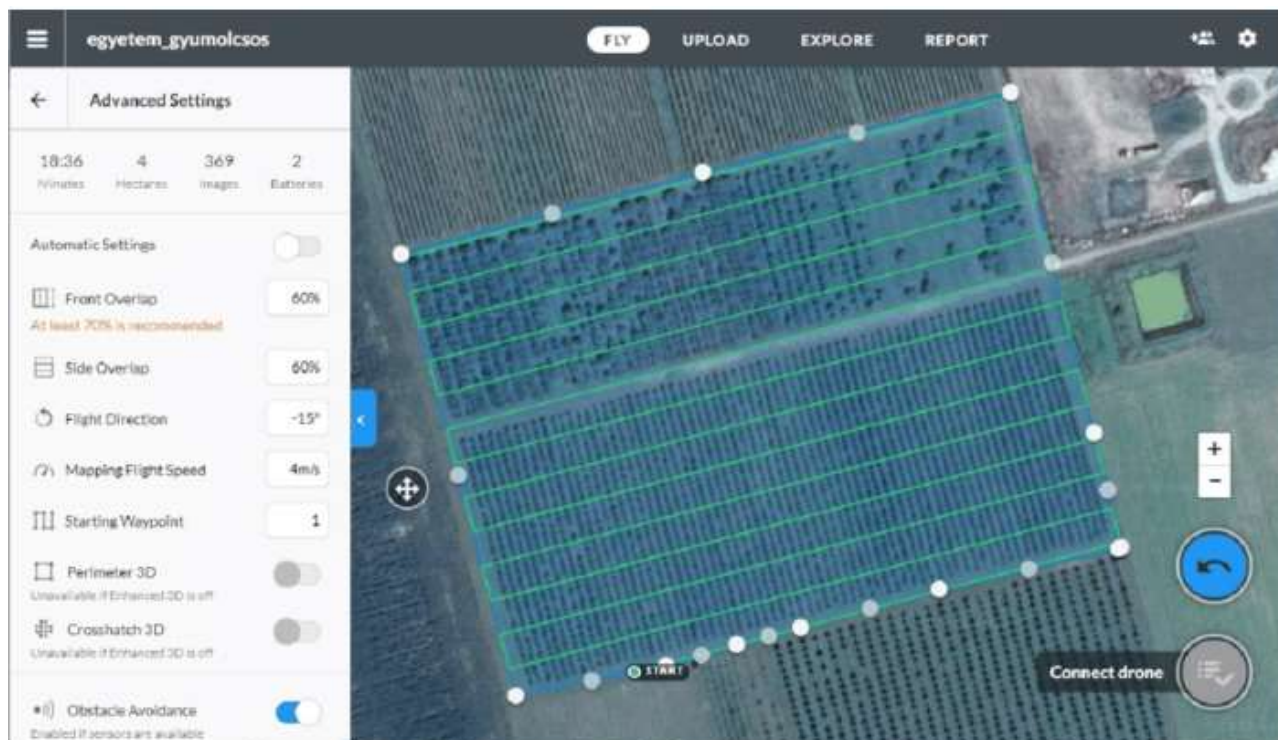 egyetem_gyumolcsos
FLY UPLOAD EXPLORE REPORT
Advanced Settings
18:36 4 369 2
Minutes Hectares Images Batteries
Automatic Settings
Front Overlap 60%
At least 70% is recommended
Side Overlap 60%
Flight Direction -15°
Mapping Flight Speed 4m/s
Starting Waypoint 1
Perimeter 3D
Unavailable if Enhanced 3D is off
Crosshatch 3D
Unavailable if Enhanced 3D is off
Obstacle Avoidance
Enabled if sensors are available
START
Connect drone